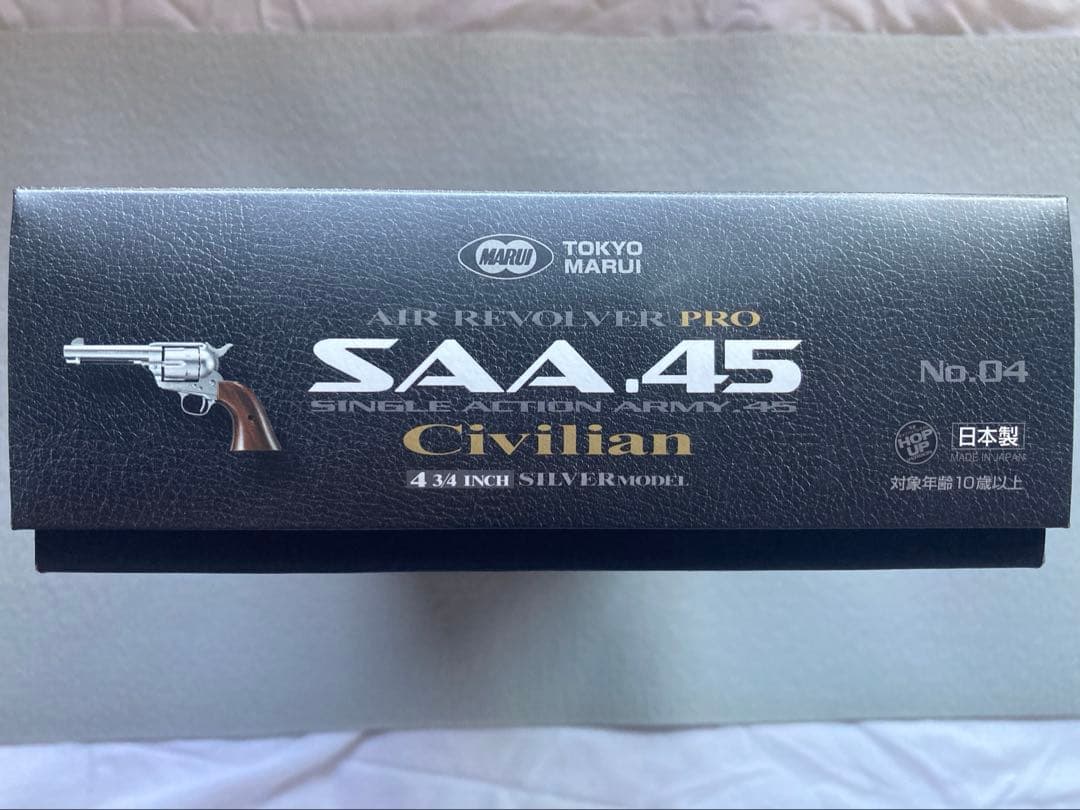 MARUI
TOKYO
MARUI
AIR REVOLVER PRO
SAA.45
SINGLE ACTION ARMY .45
Civilian
4 3/4 INCH SILVER MODEL
No.04
HOP
UP
日本製
MADE IN JAPAN
対象年齢10歳以上